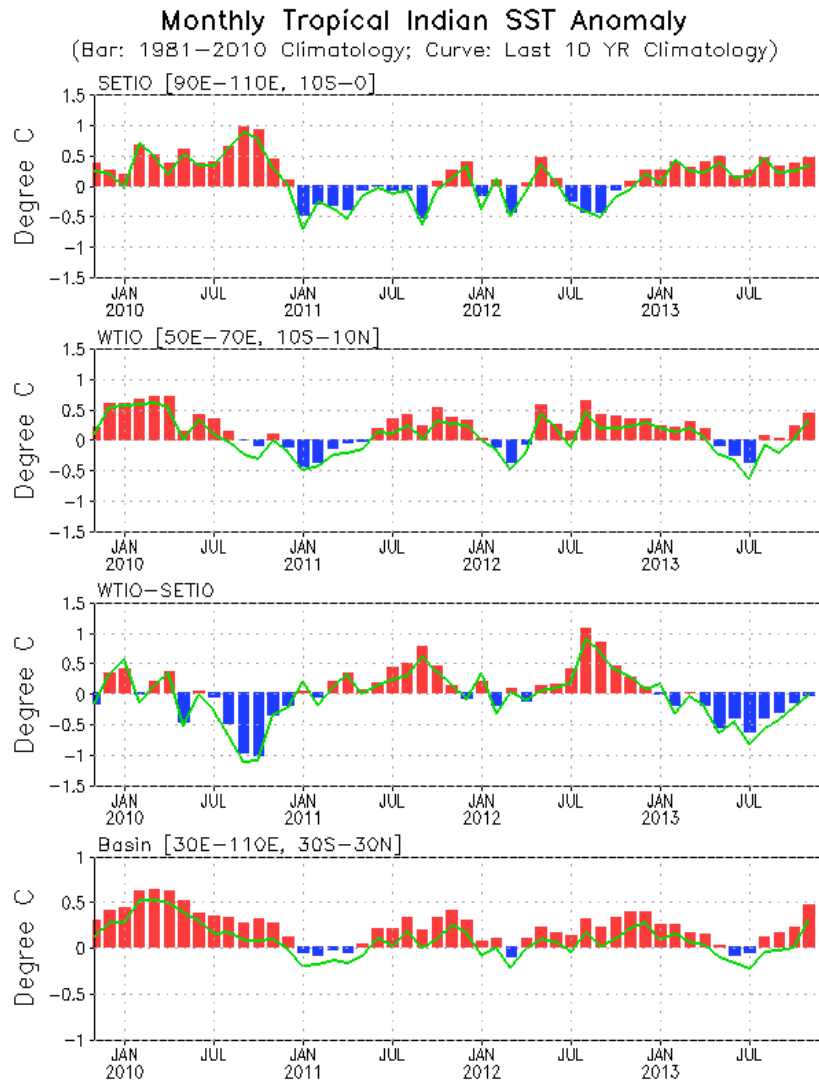 Monthly Tropical Indian SST Anomaly
(Bar: 1981-2010 Climatology; Curve: Last 10 YR Climatology)
SETIO [90E-110E, 10S-0]
Degree C
1.5
1
0.5
0
-0.5
-1
-1.5
JAN JUL JAN JUL JAN JUL JAN JUL
2010 2011 2012 2013
WTIO [50E-70E, 10S-10N]
Degree C
1.5
1
0.5
0
-0.5
-1
-1.5
JAN JUL JAN JUL JAN JUL JAN JUL
2010 2011 2012 2013
WTIO-SETIO
Degree C
1.5
1
0.5
0
-0.5
-1
-1.5
JAN JUL JAN JUL JAN JUL JAN JUL
2010 2011 2012 2013
Basin [30E-110E, 30S-30N]
Degree C
1
0.5
0
-0.5
-1
JAN JUL JAN JUL JAN JUL JAN JUL
2010 2011 2012 2013